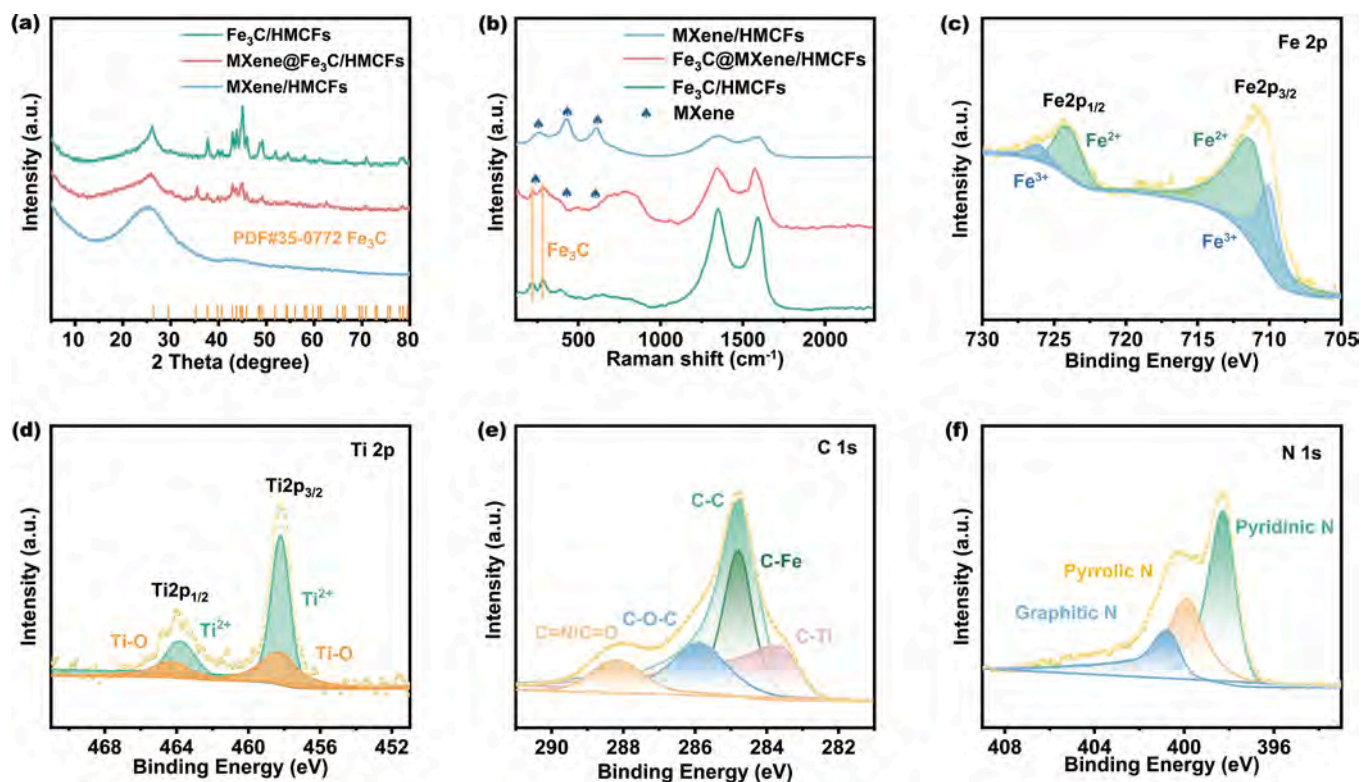 (a)
Fe₃C/HMCFs
MXene@Fe₃C/HMCFs
MXene/HMCFs
PDF#35-0772 Fe₃C
Intensity (a.u.)
10 20 30 40 50 60 70 80
2 Theta (degree)
(b)
MXene/HMCFs
Fe₃C@MXene/HMCFs
Fe₃C/HMCFs
MXene
Fe₃C
Intensity (a.u.)
500 1000 1500 2000
Raman shift (cm⁻¹)
(c)
Fe 2p
Fe2p₁/₂
Fe2p₃/₂
Fe²⁺
Fe²⁺
Fe³⁺
Fe³⁺
Intensity (a.u.)
730 725 720 715 710 705
Binding Energy (eV)
(d)
Ti 2p
Ti2p₃/₂
Ti2p₁/₂
Ti²⁺
Ti²⁺
Ti-O
Ti-O
Intensity (a.u.)
468 464 460 456 452
Binding Energy (eV)
(e)
C 1s
C-C
C-Fe
C-O-C
C-Ti
C=N/C=O
Intensity (a.u.)
290 288 286 284 282
Binding Energy (eV)
(f)
N 1s
Pyridinic N
Pyrrolic N
Graphitic N
Intensity (a.u.)
408 404 400 396
Binding Energy (eV)